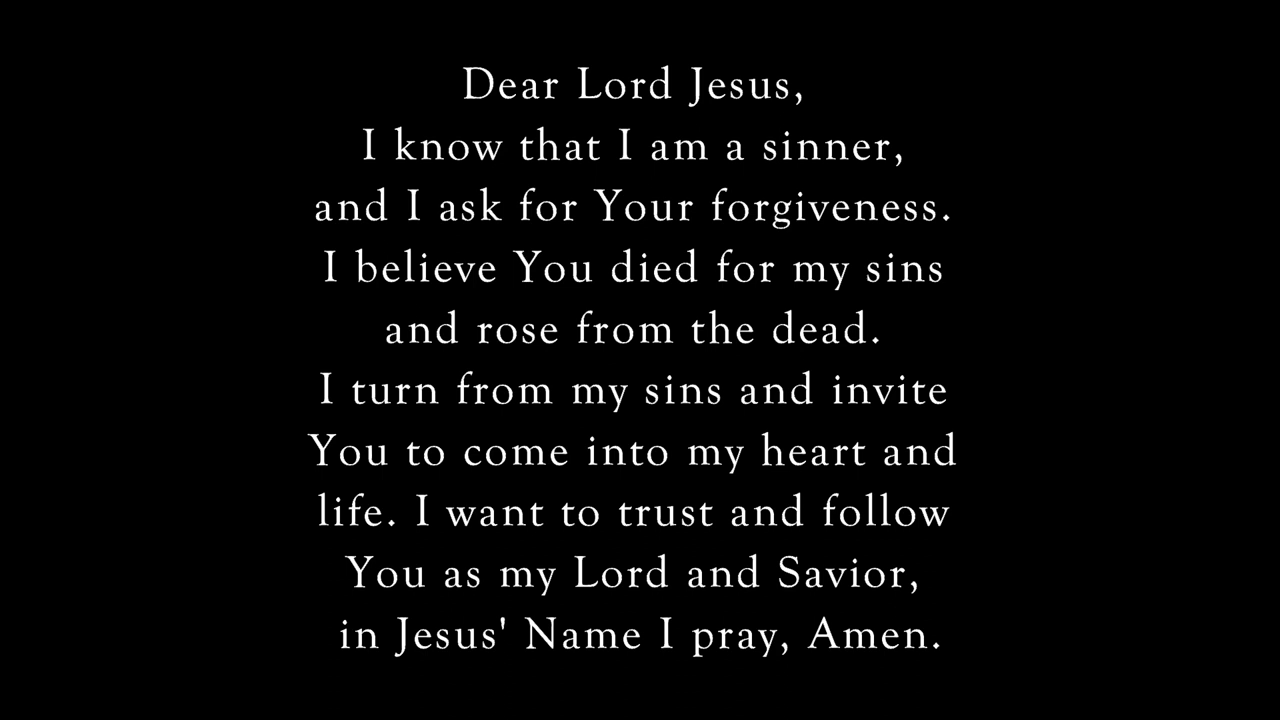 Dear Lord Jesus,
I know that I am a sinner,
and I ask for Your forgiveness.
I believe You died for my sins
and rose from the dead.
I turn from my sins and invite
You to come into my heart and
life. I want to trust and follow
You as my Lord and Savior,
in Jesus' Name I pray, Amen.